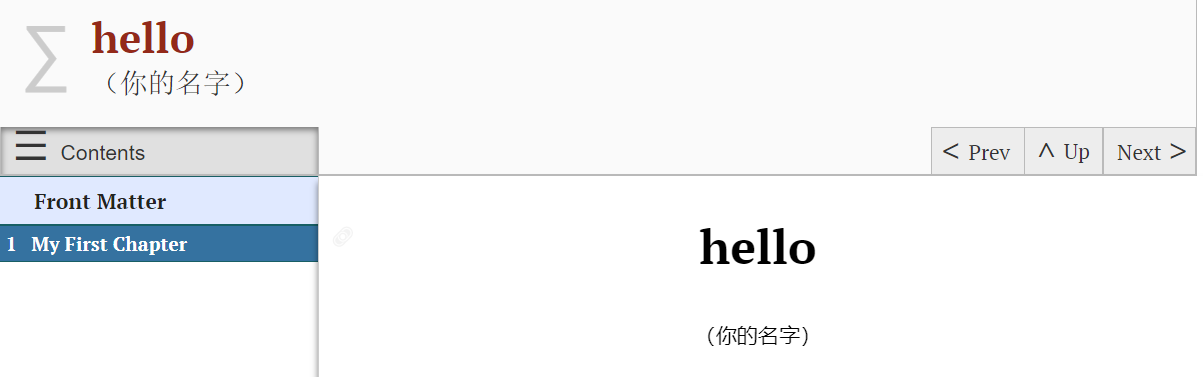 ∑ hello
（你的名字）
☰ Contents
< Prev
^ Up
Next >
Front Matter
1 My First Chapter
hello
（你的名字）